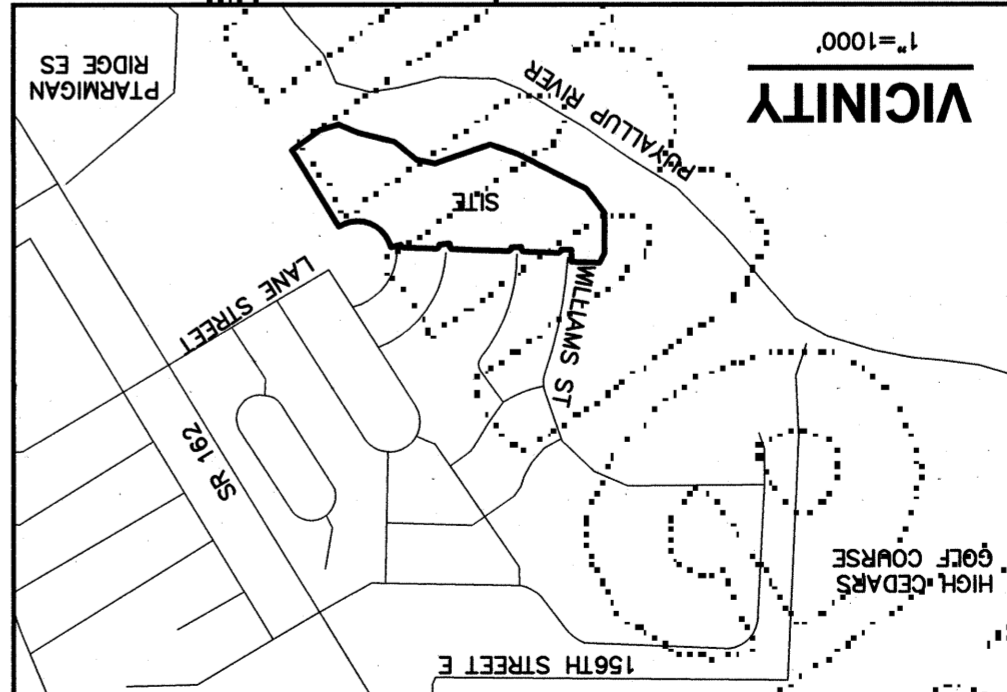 156TH STREET E
HIGH CEDARS
GOLF COURSE
SR 162
WILLIAMS ST
LANE STREET
SITE
PUYALLUP RIVER
PTARMIGAN
RIDGE ES
VICINITY
1"=1000'